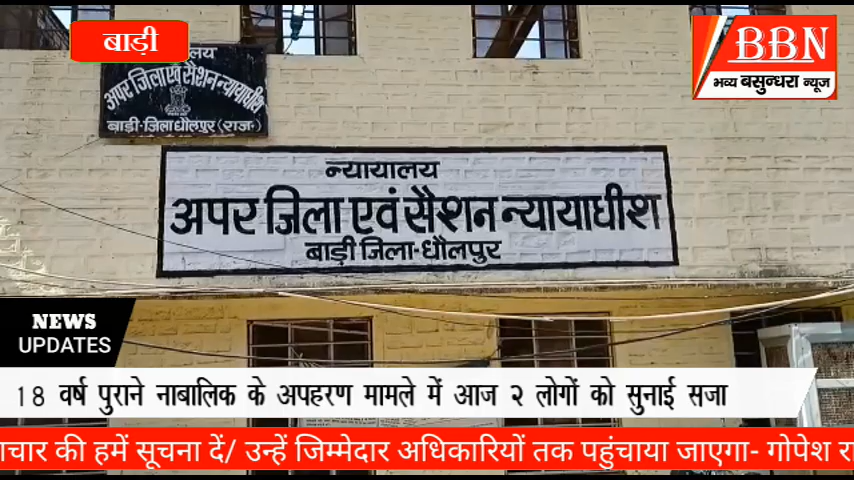 बाड़ी
BBN
भव्य बसुन्धरा न्यूज
अपर जिला एवं सैशन न्यायाधीश
बाड़ी-जिला धौलपुर (राज॰)
न्यायालय
अपर जिला एवं सैशन न्यायाधीश
बाड़ी जिला-धौलपुर
NEWS
UPDATES
18 वर्ष पुराने नाबालिक के अपहरण मामले में आज २ लोगों को सुनाई सजा
की हमें सूचना दें/ उन्हें जिम्मेदार अधिकारियों तक पहुंचाया जाएगा- गोपेश